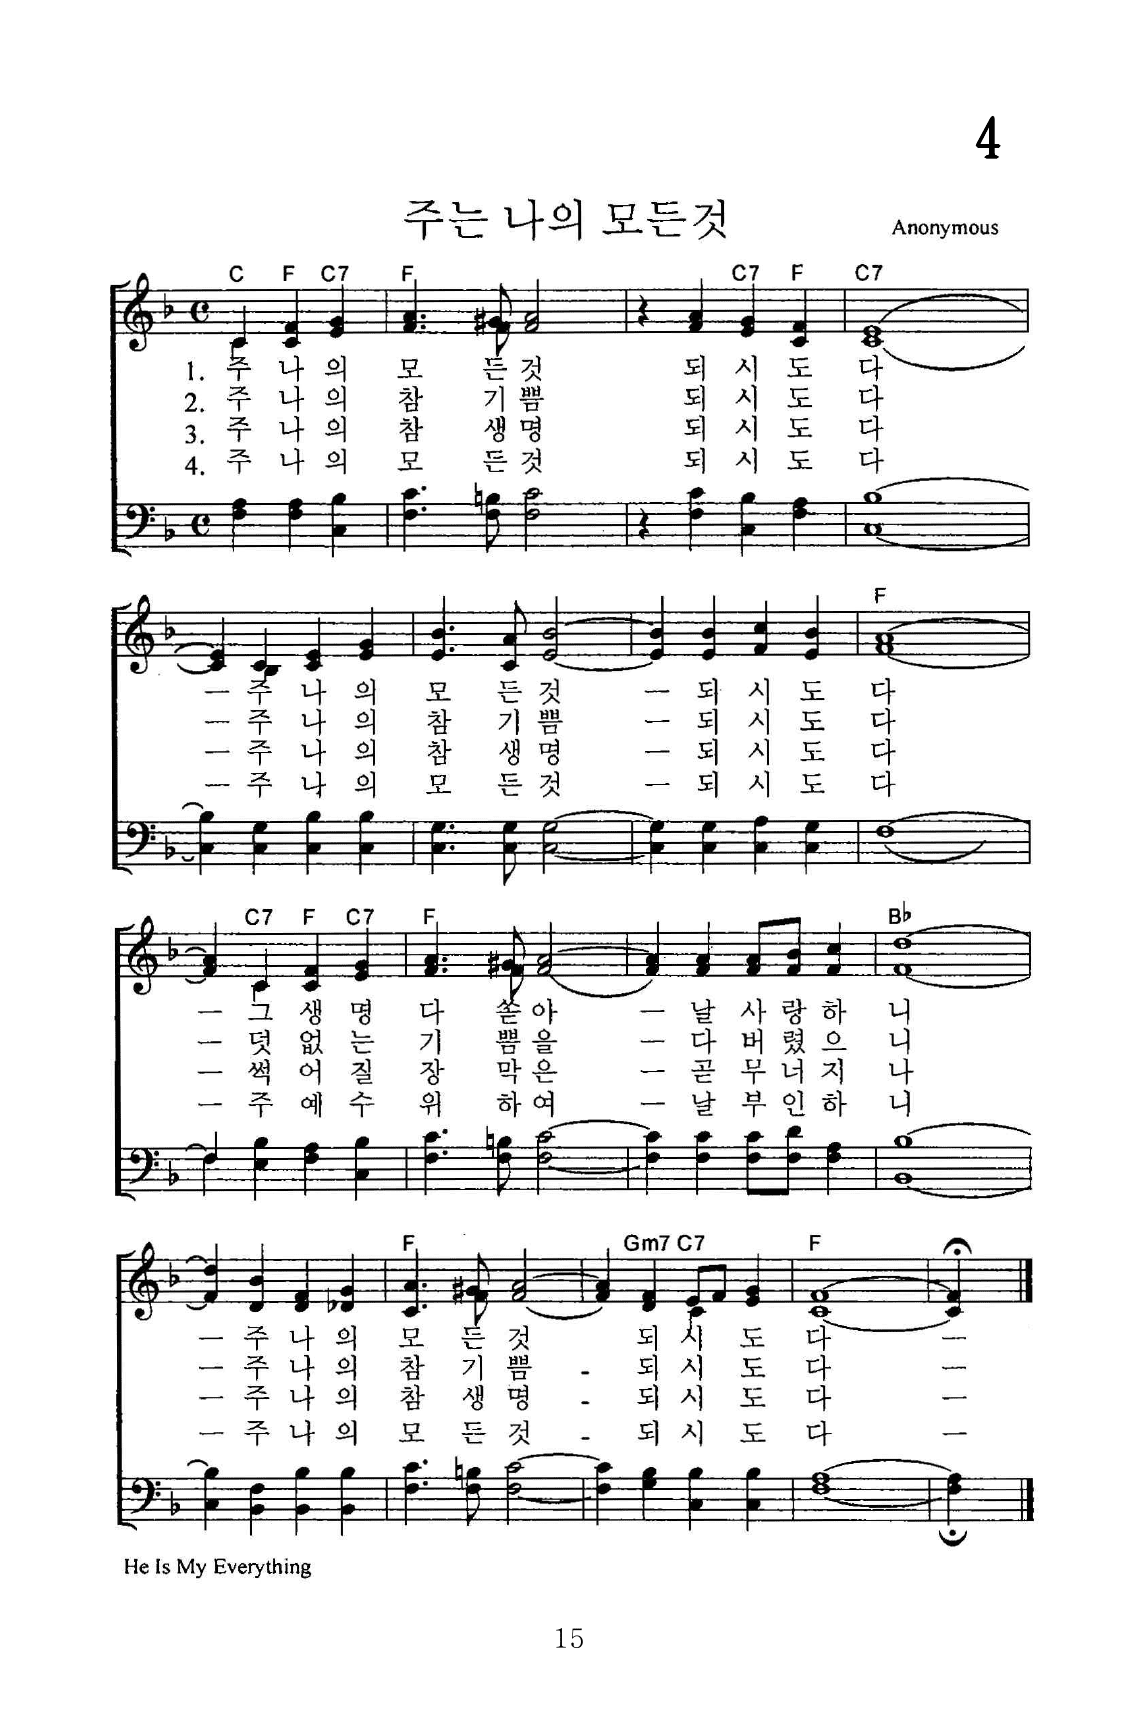 4
주는 나의 모든것
Anonymous
C F C7 F C7 F C7
1. 주 나 의 모 든 것 되 시 도 다
2. 주 나 의 참 기 쁨 되 시 도 다
3. 주 나 의 참 생 명 되 시 도 다
4. 주 나 의 모 든 것 되 시 도 다
F
ㅡ 주 나 의 모 든 것 ㅡ 되 시 도 다
ㅡ 주 나 의 참 기 쁨 ㅡ 되 시 도 다
ㅡ 주 나 의 참 생 명 ㅡ 되 시 도 다
ㅡ 주 나 의 모 든 것 ㅡ 되 시 도 다
C7 F C7 F B♭
ㅡ 그 생 명 다 쏟 아 ㅡ 날 사 랑 하 니
ㅡ 덧 없 는 기 쁨 을 ㅡ 다 버 렸 으 니
ㅡ 썩 어 질 장 막 은 ㅡ 곧 무 너 지 나
ㅡ 주 예 수 위 하 여 ㅡ 날 부 인 하 니
F Gm7 C7 F
ㅡ 주 나 의 모 든 것 되 시 도 다 ㅡ
ㅡ 주 나 의 참 기 쁨 - 되 시 도 다 ㅡ
ㅡ 주 나 의 참 생 명 - 되 시 도 다 ㅡ
ㅡ 주 나 의 모 든 것 - 되 시 도 다 ㅡ
He Is My Everything
15